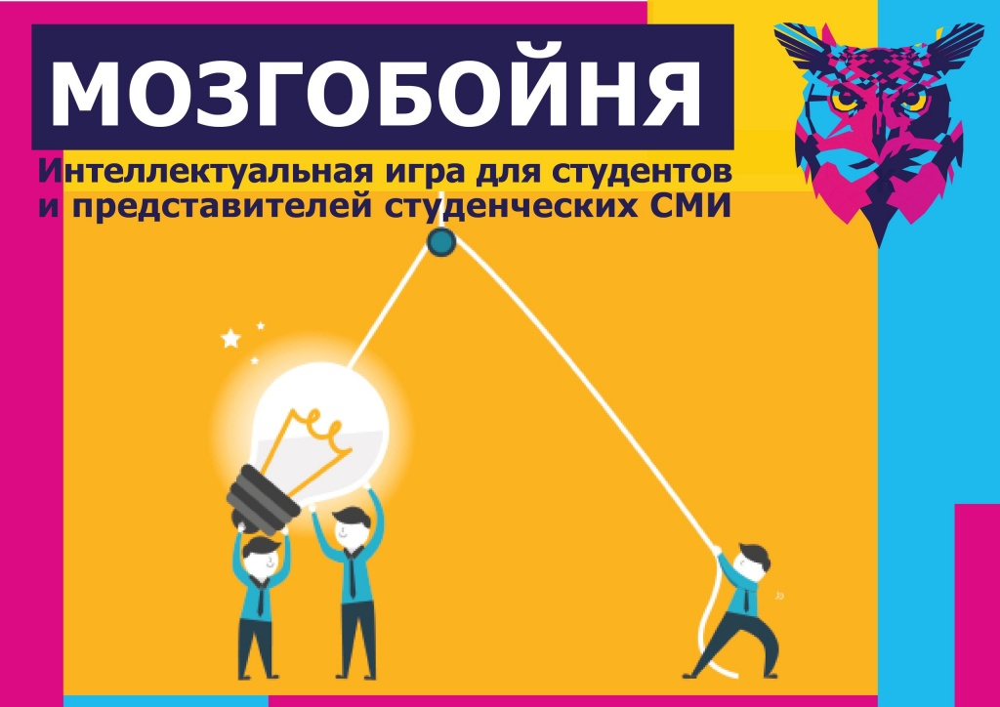 МОЗГОБОЙНЯ
Интеллектуальная игра для студентов
и представителей студенческих СМИ